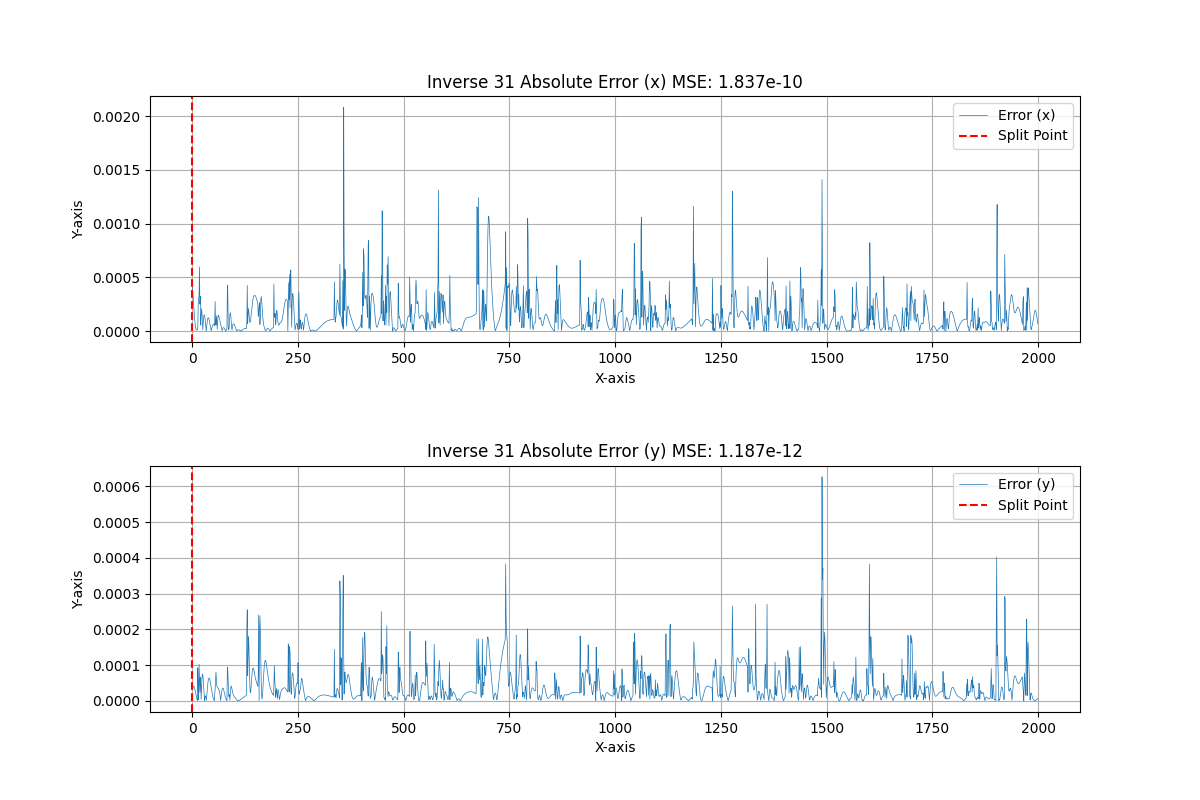 Inverse 31 Absolute Error (x) MSE: 1.837e-10
Y-axis
0.0020
0.0015
0.0010
0.0005
0.0000
Error (x)
Split Point
0 250 500 750 1000 1250 1500 1750 2000
X-axis
Inverse 31 Absolute Error (y) MSE: 1.187e-12
Y-axis
0.0006
0.0005
0.0004
0.0003
0.0002
0.0001
0.0000
Error (y)
Split Point
0 250 500 750 1000 1250 1500 1750 2000
X-axis